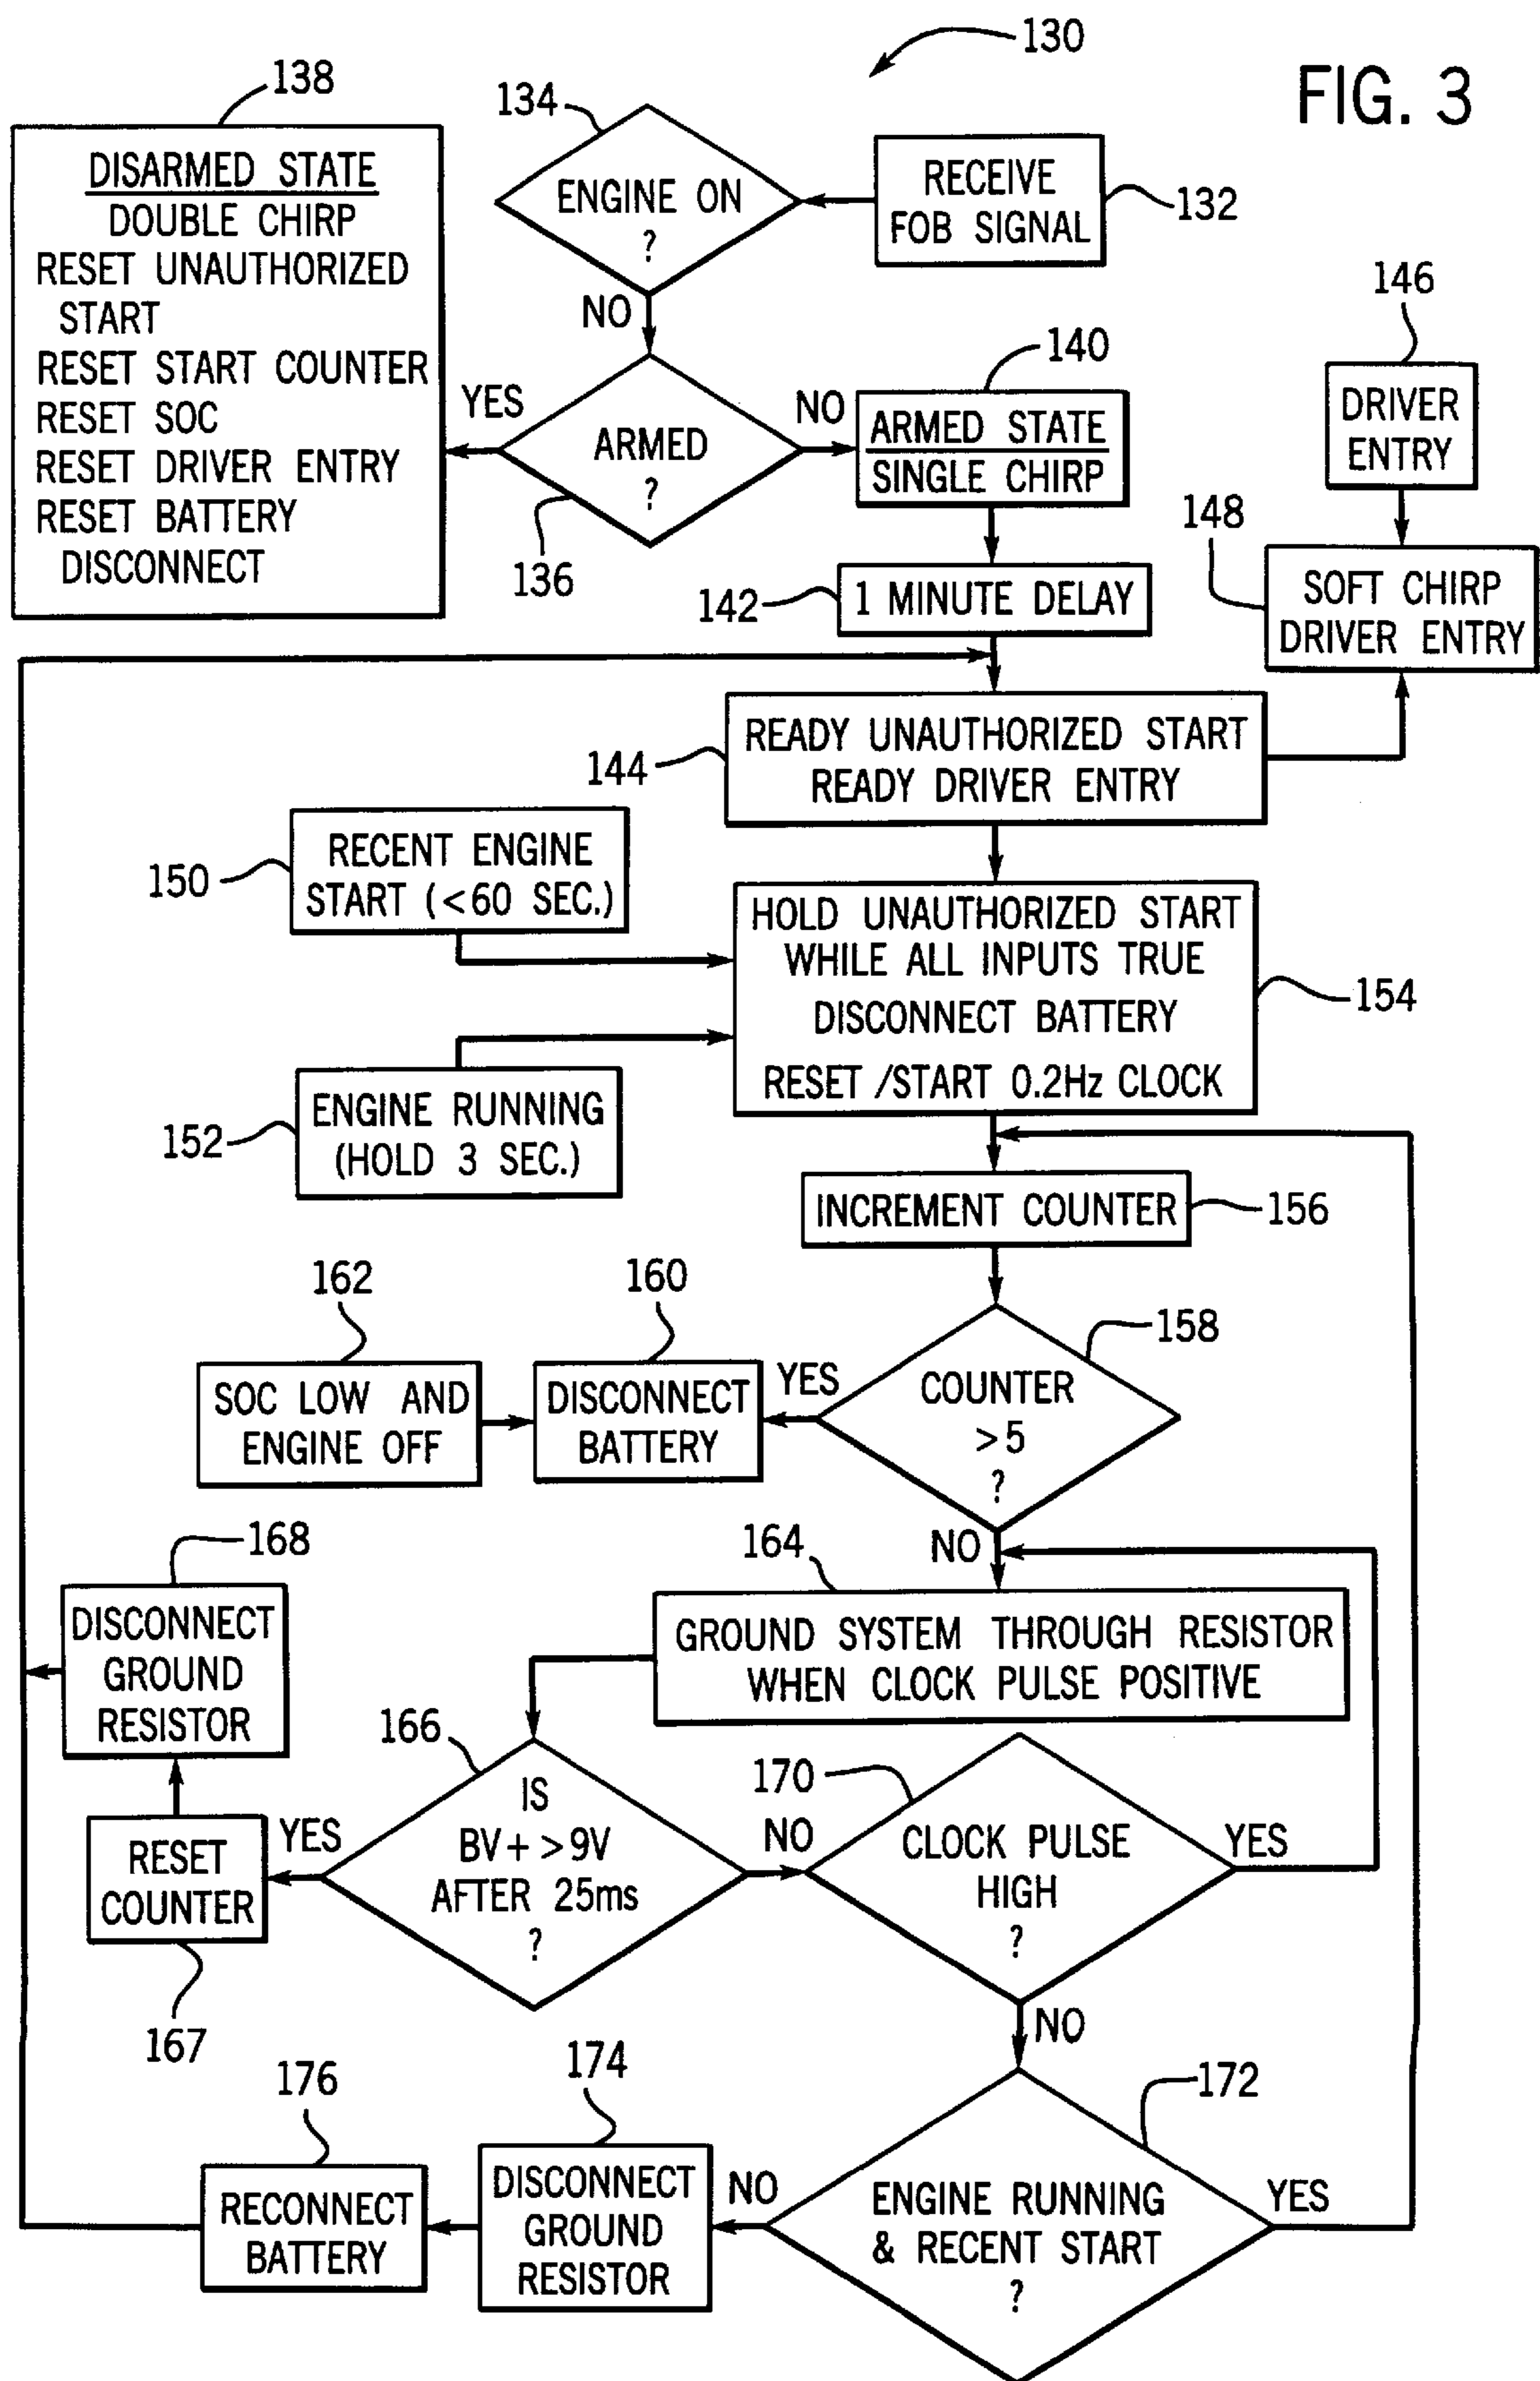 130
FIG. 3
138
134
DISARMED STATE
DOUBLE CHIRP
RESET UNAUTHORIZED
START
RESET START COUNTER
RESET SOC
RESET DRIVER ENTRY
RESET BATTERY
DISCONNECT
ENGINE ON
?
RECEIVE
FOB SIGNAL
132
NO
146
140
YES
ARMED
?
NO
ARMED STATE
SINGLE CHIRP
DRIVER
ENTRY
136
148
142
1 MINUTE DELAY
SOFT CHIRP
DRIVER ENTRY
144
READY UNAUTHORIZED START
READY DRIVER ENTRY
150
RECENT ENGINE
START (<60 SEC.)
HOLD UNAUTHORIZED START
WHILE ALL INPUTS TRUE
DISCONNECT BATTERY
RESET /START 0.2Hz CLOCK
154
152
ENGINE RUNNING
(HOLD 3 SEC.)
INCREMENT COUNTER
156
162
160
158
SOC LOW AND
ENGINE OFF
DISCONNECT
BATTERY
YES
COUNTER
>5
?
NO
168
164
DISCONNECT
GROUND
RESISTOR
GROUND SYSTEM THROUGH RESISTOR
WHEN CLOCK PULSE POSITIVE
166
170
IS
BV+ >9V
AFTER 25ms
?
YES
RESET
COUNTER
NO
CLOCK PULSE
HIGH
?
YES
167
NO
176
174
172
RECONNECT
BATTERY
DISCONNECT
GROUND
RESISTOR
NO
ENGINE RUNNING
& RECENT START
?
YES